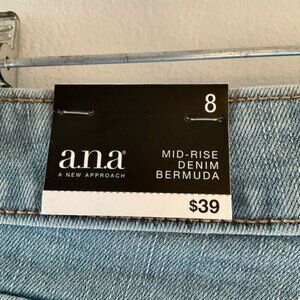 8
a.n.a®
A NEW APPROACH
MID-RISE
DENIM
BERMUDA
$39